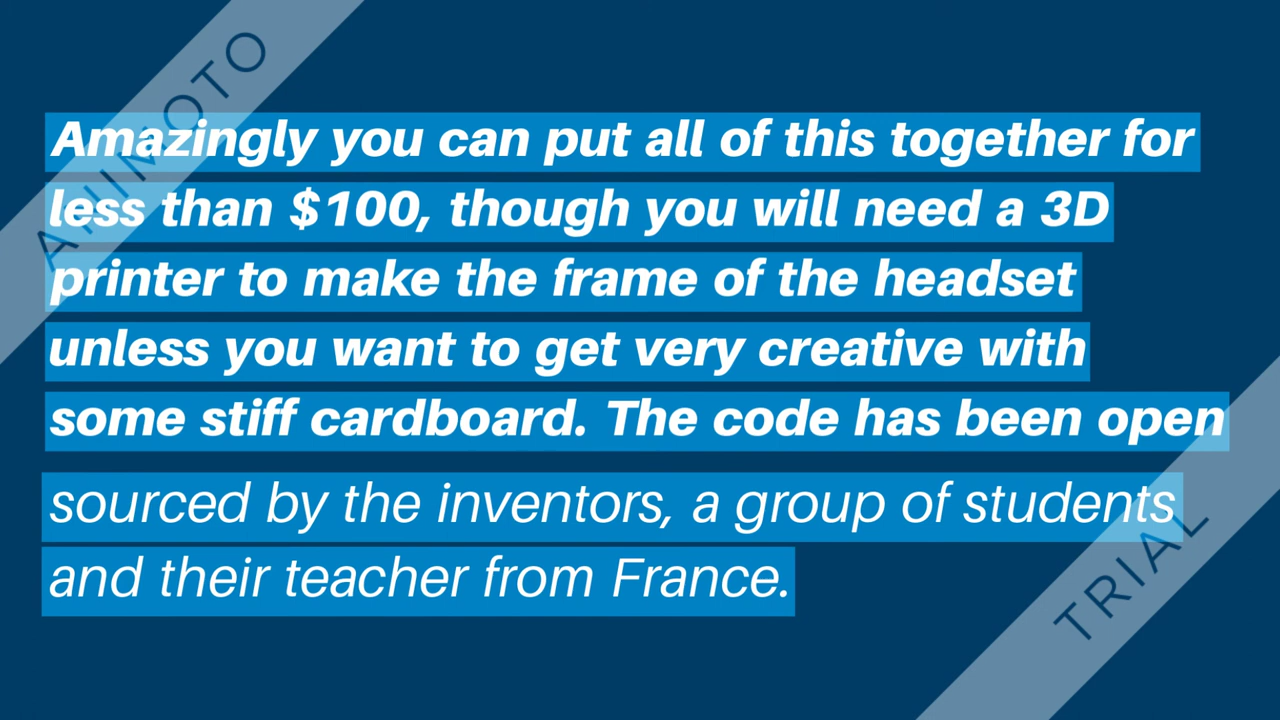 Amazingly you can put all of this together for
less than $100, though you will need a 3D
printer to make the frame of the headset
unless you want to get very creative with
some stiff cardboard. The code has been open
sourced by the inventors, a group of students
and their teacher from France.
ANIMOTO
TRIAL